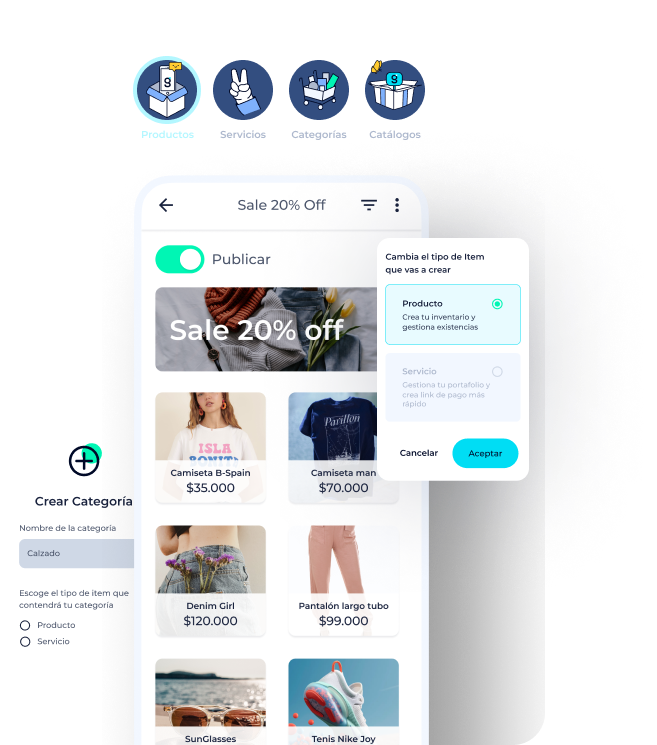 Productos
Servicios
Categorías
Catálogos
Sale 20% Off
Publicar
Sale 20% off
Cambia el tipo de Item
que vas a crear
Producto
Crea tu inventario y
gestiona existencias
Servicio
Gestiona tu portafolio y
crea link de pago más
rápido
Cancelar
Aceptar
ISLA
BONITA
Camiseta B-Spain
$35.000
Parillon
Camiseta man
$70.000
Crear Categoría
Nombre de la categoría
Calzado
Escoge el tipo de item que
contendrá tu categoría
Producto
Servicio
Denim Girl
$120.000
Pantalón largo tubo
$99.000
SunGlasses
Tenis Nike Joy